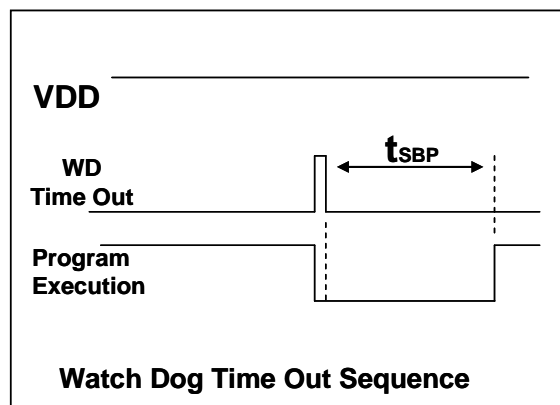 VDD
tSBP
WD
Time Out
Program
Execution
Watch Dog Time Out Sequence